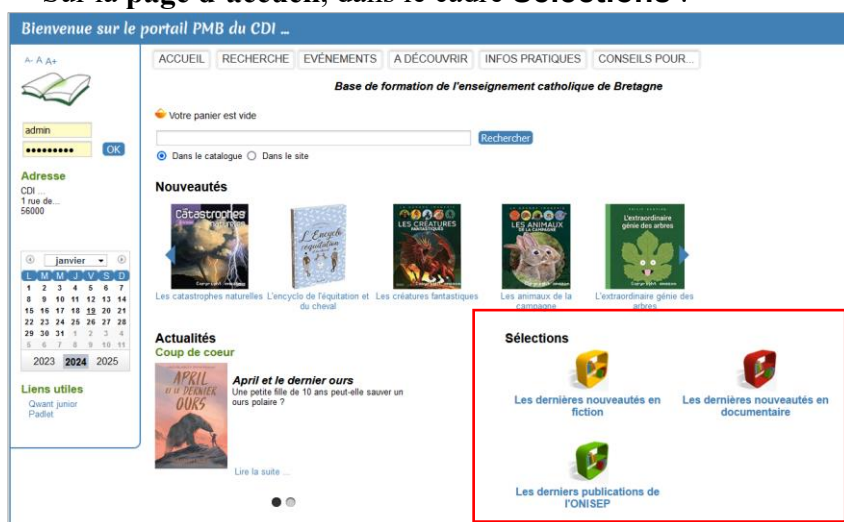 Sur la page d'accueil, dans le cadre Sélections :
Bienvenue sur le portail PMB du CDI ...
A- A A+
ACCUEIL RECHERCHE EVÉNEMENTS A DÉCOUVRIR INFOS PRATIQUES CONSEILS POUR...
Base de formation de l'enseignement catholique de Bretagne
Votre panier est vide
admin
OK
Rechercher
Dans le catalogue Dans le site
Adresse
CDI ...
1 rue de...
56000
Nouveautés
Catastrophes naturelles
L'Encyclo équitation
LES CRÉATURES FANTASTIQUES
LES ANIMAUX DE LA CAMPAGNE
L'extraordinaire génie des arbres
Les catastrophes naturelles
L'encyclo de l'équitation et du cheval
Les créatures fantastiques
Les animaux de la campagne
L'extraordinaire génie des arbres
janvier
L M M J V S D
1 2 3 4 5 6 7
8 9 10 11 12 13 14
15 16 17 18 19 20 21
22 23 24 25 26 27 28
29 30 31 1 2 3 4
5 6 7 8 9 10 11
2023 2024 2025
Liens utiles
Qwant junior
Padlet
Actualités
Coup de coeur
APRIL
ET LE DERNIER
OURS
April et le dernier ours
Une petite fille de 10 ans peut-elle sauver un
ours polaire ?
Lire la suite ...
Sélections
Les dernières nouveautés en
fiction
Les dernières nouveautés en
documentaire
Les derniers publications de
l'ONISEP